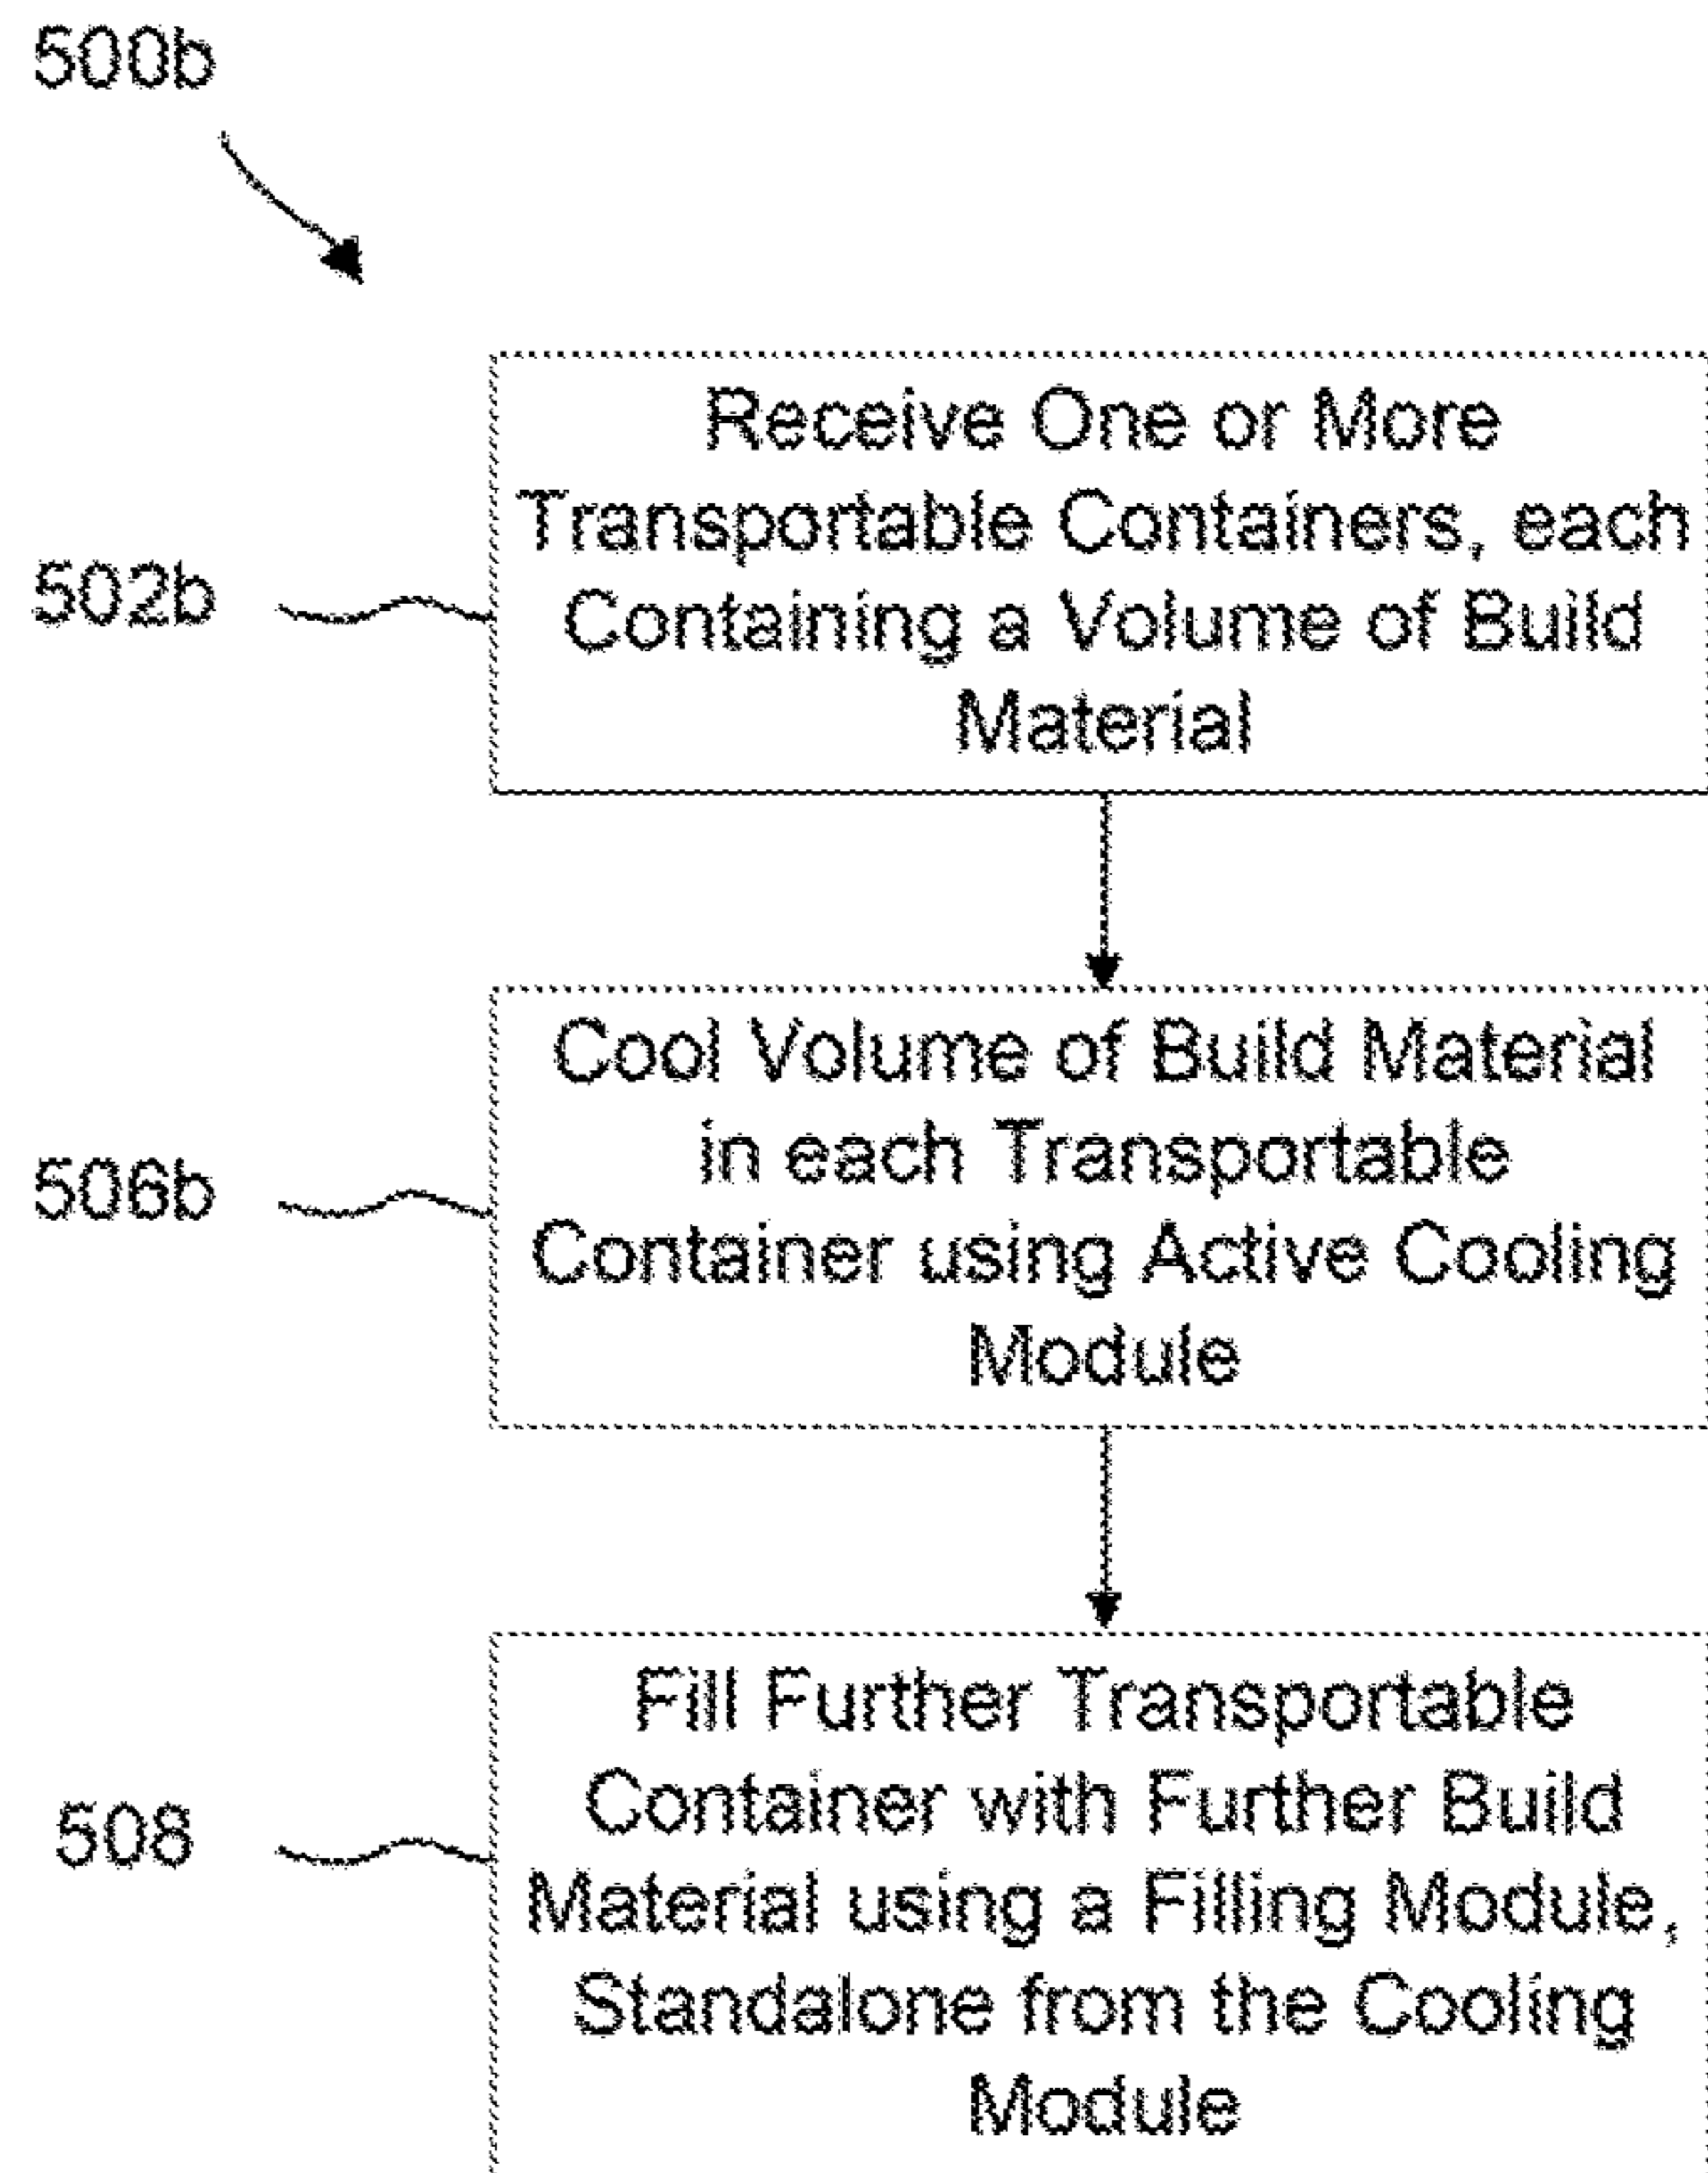 500b
Receive One or More
Transportable Containers, each
Containing a Volume of Build
Material
502b
Cool Volume of Build Material
in each Transportable
Container using Active Cooling
Module
506b
Fill Further Transportable
Container with Further Build
Material using a Filling Module,
Standalone from the Cooling
Module
508